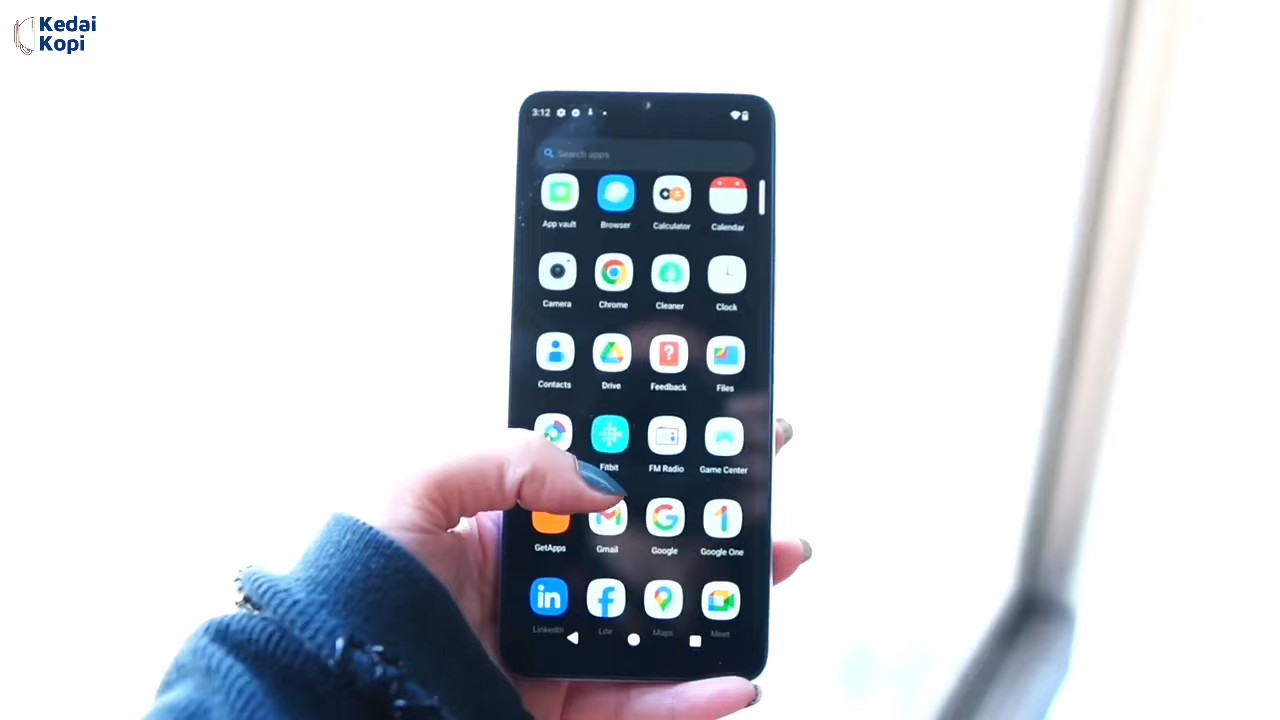 Kedai
Kopi
3:12
Search apps
App vault Browser Calculator Calendar
Camera Chrome Cleaner Clock
Contacts Drive Feedback Files
Fitbit FM Radio Game Center
GetApps Gmail Google Google One
LinkedIn Lite Maps Meet